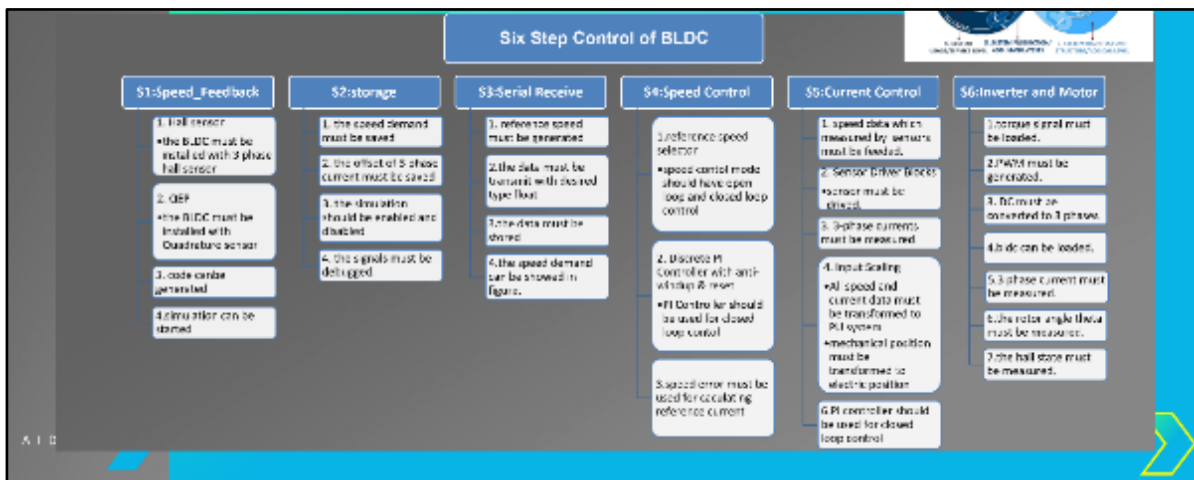 Six Step Control of BLDC
S1:Speed_Feedback
1. Hall sensor
•the BLDC must be
installed with 3 phase
hall sensor
2. QEP
•the BLDC must be
installed with
Quadrature sensor
3. code canbe
generated
4.simulation can be
started
S2:storage
1. the speed demand
must be saved
2. the offset of 3 phase
current must be saved
3. the simulation
should be enabled and
disabled
4. the signals must be
debugged
S3:Serial Receive
1. reference speed
must be generated
2.the data must be
transmit with desired
type float
3.the data must be
stored
4.the speed demand
can be showed in
figure.
S4:Speed Control
1.reference speed
selector
•speed contol mode
should have open
loop and closed loop
control
2. Discrete PI
Controller with anti-
windup & reset
•PI Controller should
be used for closed
loop contol
3.speed error must be
used for caculating
reference current
S5:Current Control
1. speed data which
measured by sensors
must be feeded.
2. Sensor Driver Blocks
•sensor must be
drived.
3. 3-phase currents
must be measured
4. Input Scaling
•All speed and
current data must
be transformed to
PU system
•mechanical position
must be
transformed to
electric position
6.PI controller should
be used for closed
loop control
S6:Inverter and Motor
1.torque signal must
be loaded.
2.PWM must be
generated.
3. DC must be
converted to 3 phases
4.bldc can be loaded.
5.3 phase current must
be measured.
6.the rotor angle theta
must be measured.
7.the hall state must
be measured.
A I D